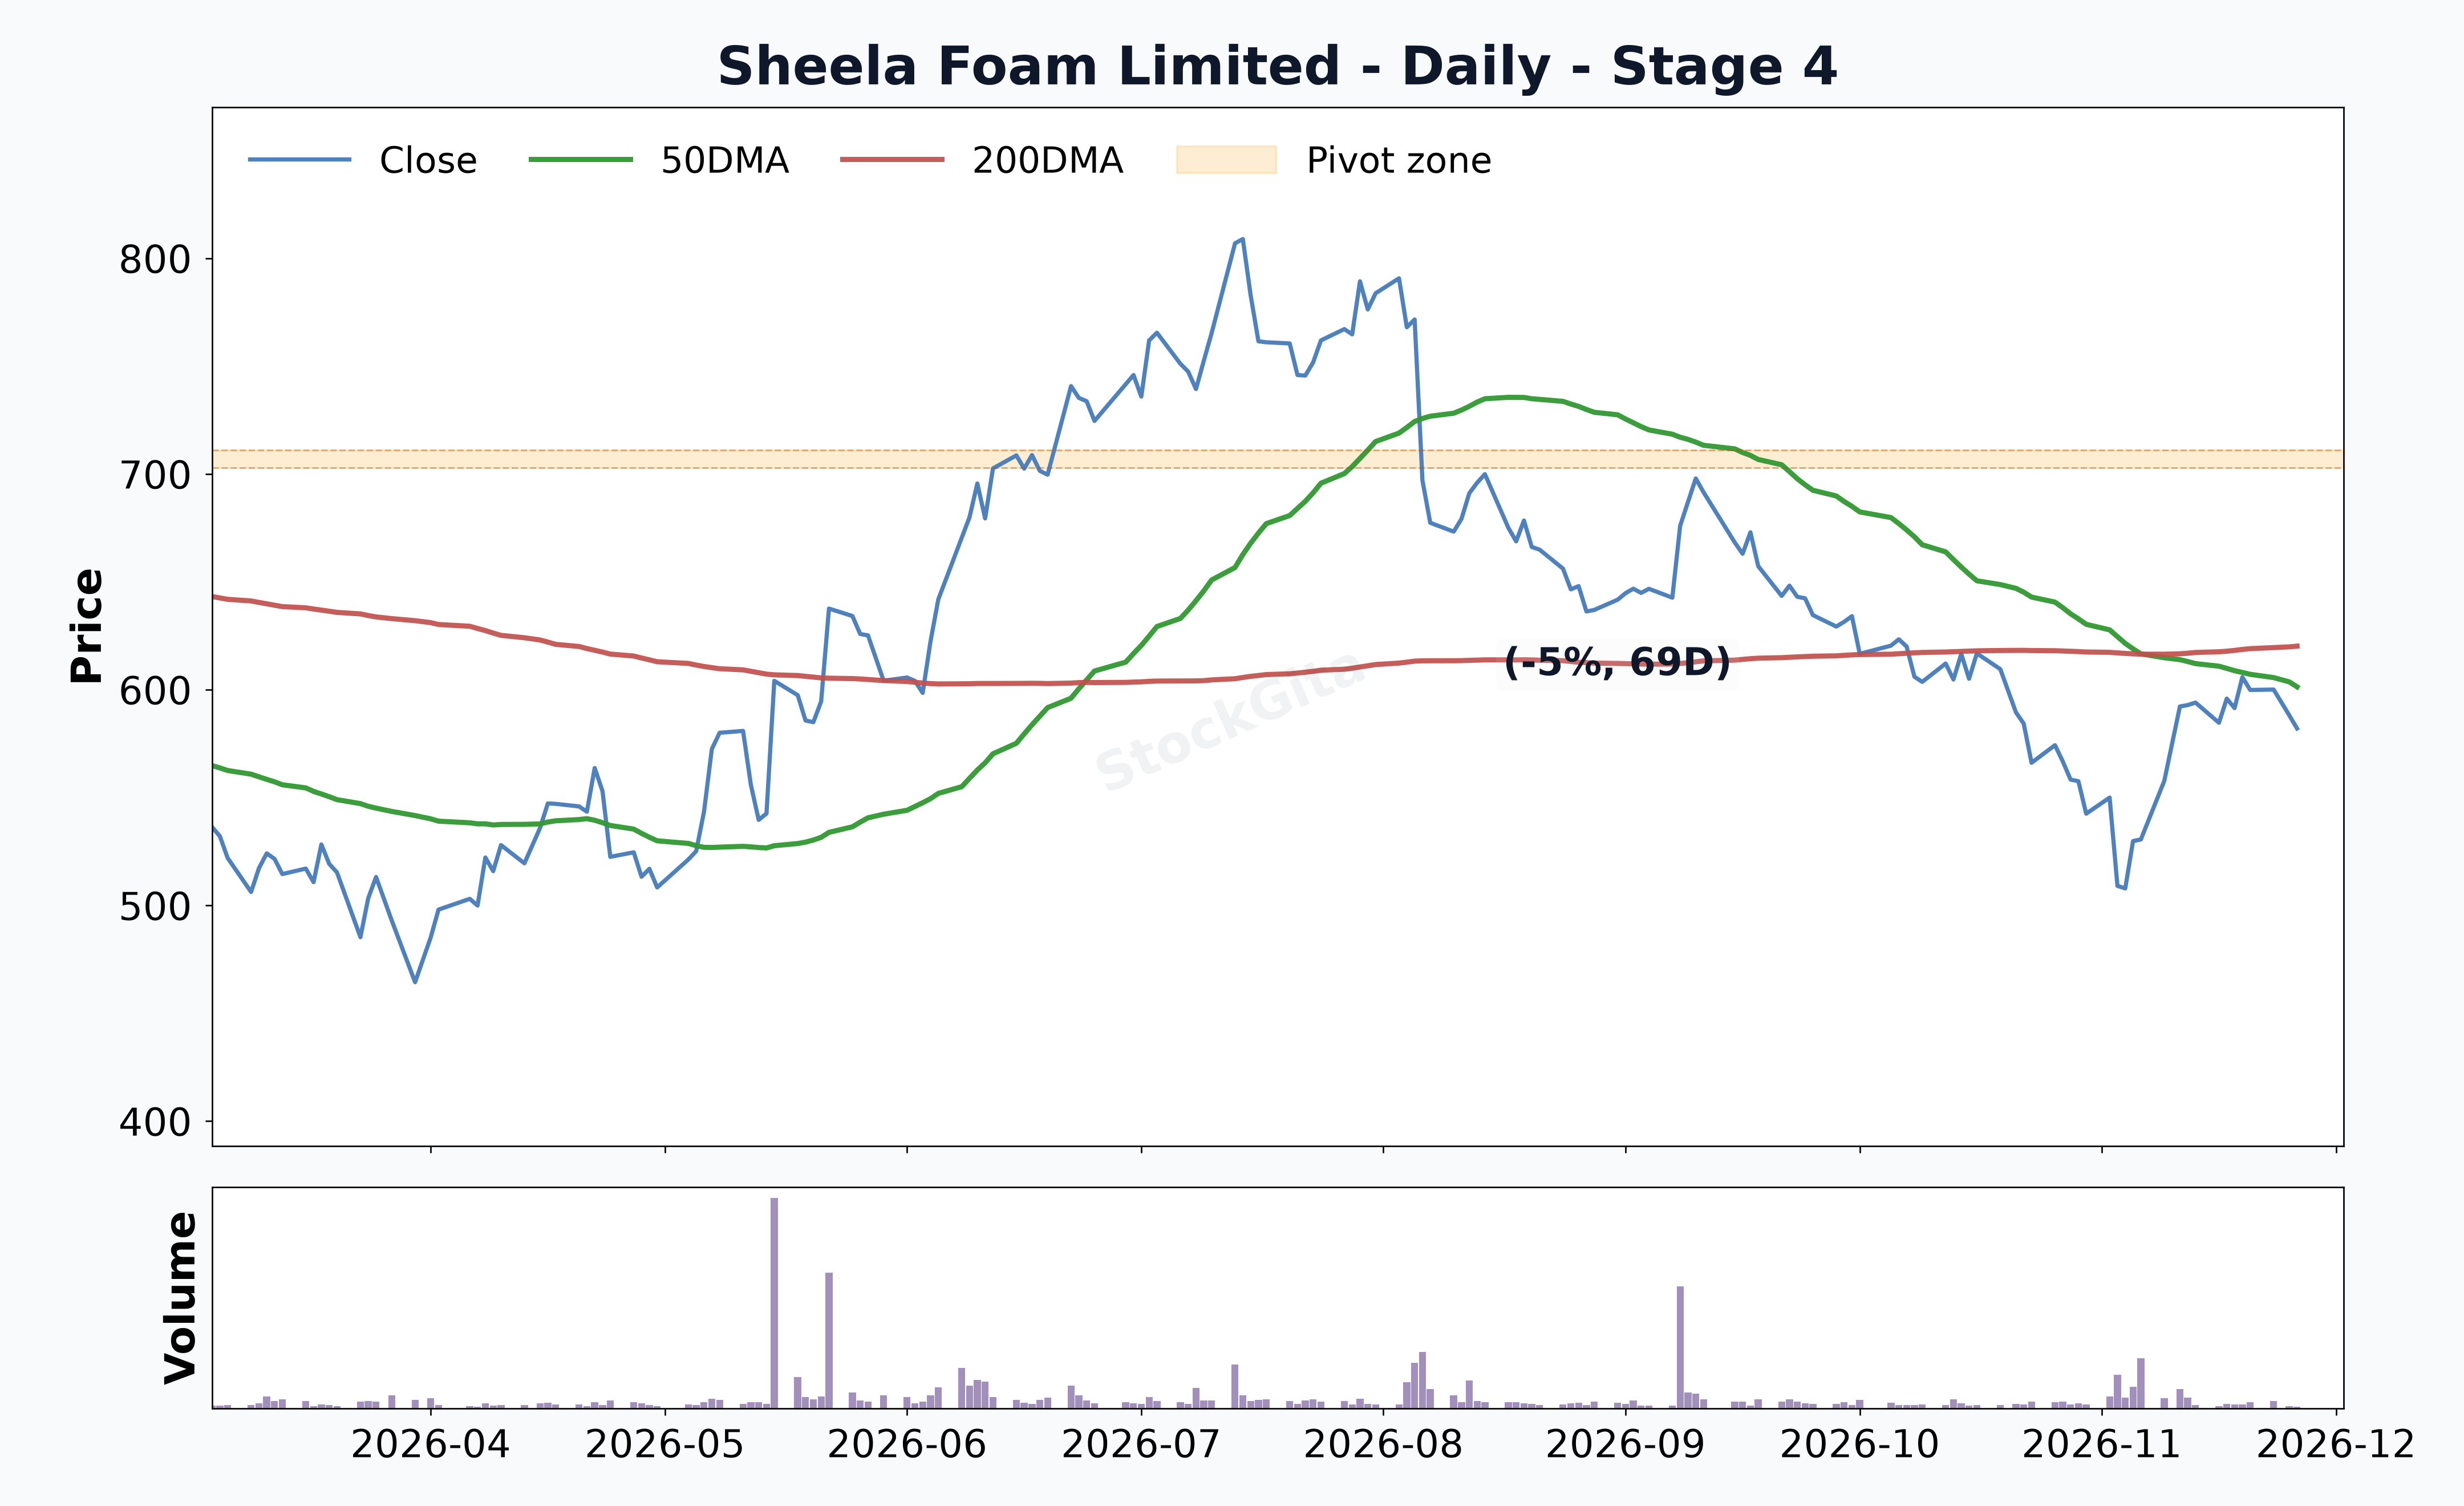 Sheela Foam Limited - Daily - Stage 4
Close 50DMA 200DMA Pivot zone
Price
800
700
600
500
400
(-5%, 69D)
StockGita
Volume
2026-04 2026-05 2026-06 2026-07 2026-08 2026-09 2026-10 2026-11 2026-12